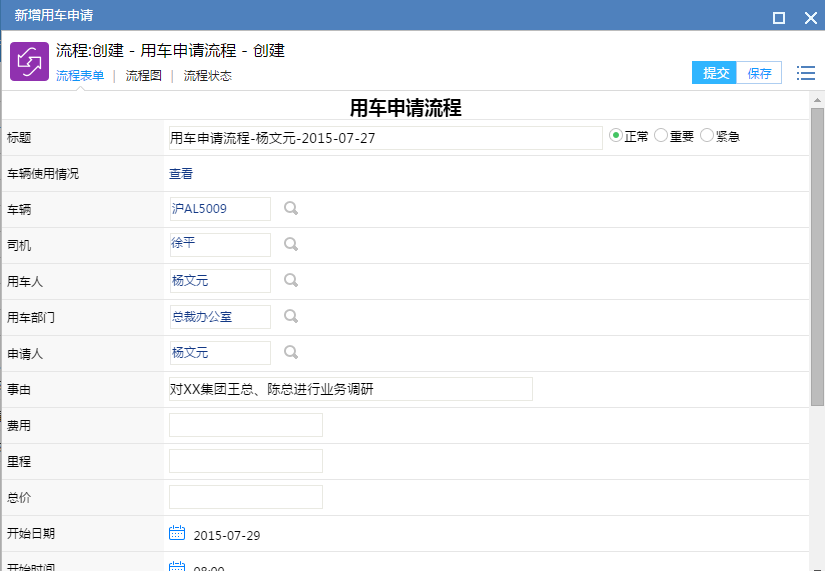 新增用车申请
流程:创建 - 用车申请流程 - 创建
流程表单 | 流程图 | 流程状态
提交 保存
用车申请流程
标题 用车申请流程-杨文元-2015-07-27 正常 重要 紧急
车辆使用情况 查看
车辆 沪AL5009
司机 徐平
用车人 杨文元
用车部门 总裁办公室
申请人 杨文元
事由 对XX集团王总、陈总进行业务调研
费用
里程
总价
开始日期 2015-07-29
开始时间 08:00